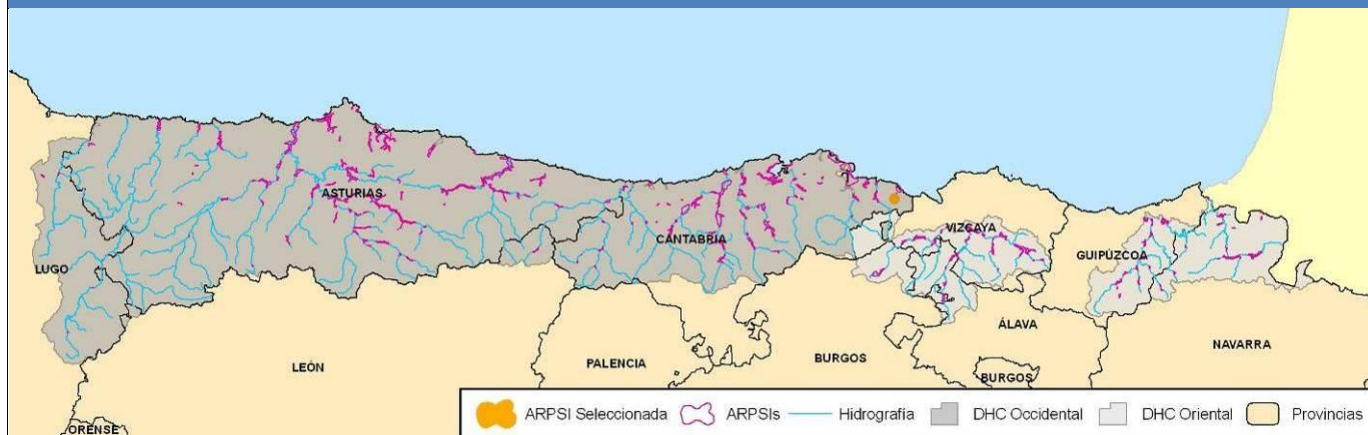 ASTURIAS
CANTABRIA
VIZCAYA
GUIPÚZCOA
LUGO
ÁLAVA
NAVARRA
LEÓN
PALENCIA
BURGOS
BURGOS
ORENSE
ARPSI Seleccionada ARPSIs Hidrografía DHC Occidental DHC Oriental Provincias